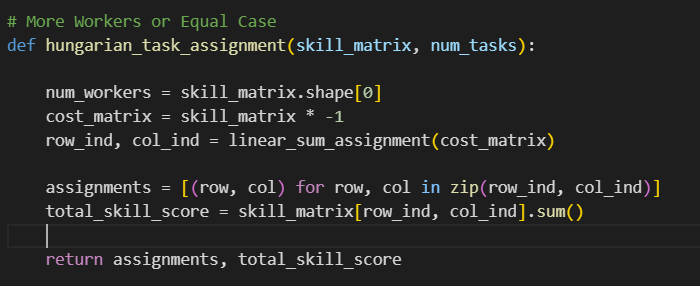 # More Workers or Equal Case
def hungarian_task_assignment(skill_matrix, num_tasks):
    num_workers = skill_matrix.shape[0]
    cost_matrix = skill_matrix * -1
    row_ind, col_ind = linear_sum_assignment(cost_matrix)
    assignments = [(row, col) for row, col in zip(row_ind, col_ind)]
    total_skill_score = skill_matrix[row_ind, col_ind].sum()
    return assignments, total_skill_score